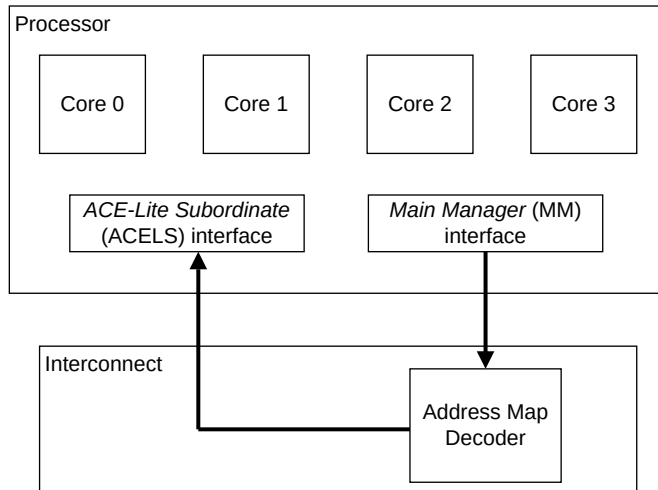 Processor
Core 0
Core 1
Core 2
Core 3
ACE-Lite Subordinate
(ACELS) interface
Main Manager (MM)
interface
Interconnect
Address Map
Decoder